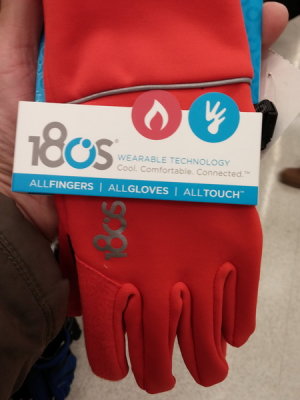 180s®
WEARABLE TECHNOLOGY
Cool. Comfortable. Connected.™
ALLFINGERS | ALLGLOVES | ALLTOUCH™
180s